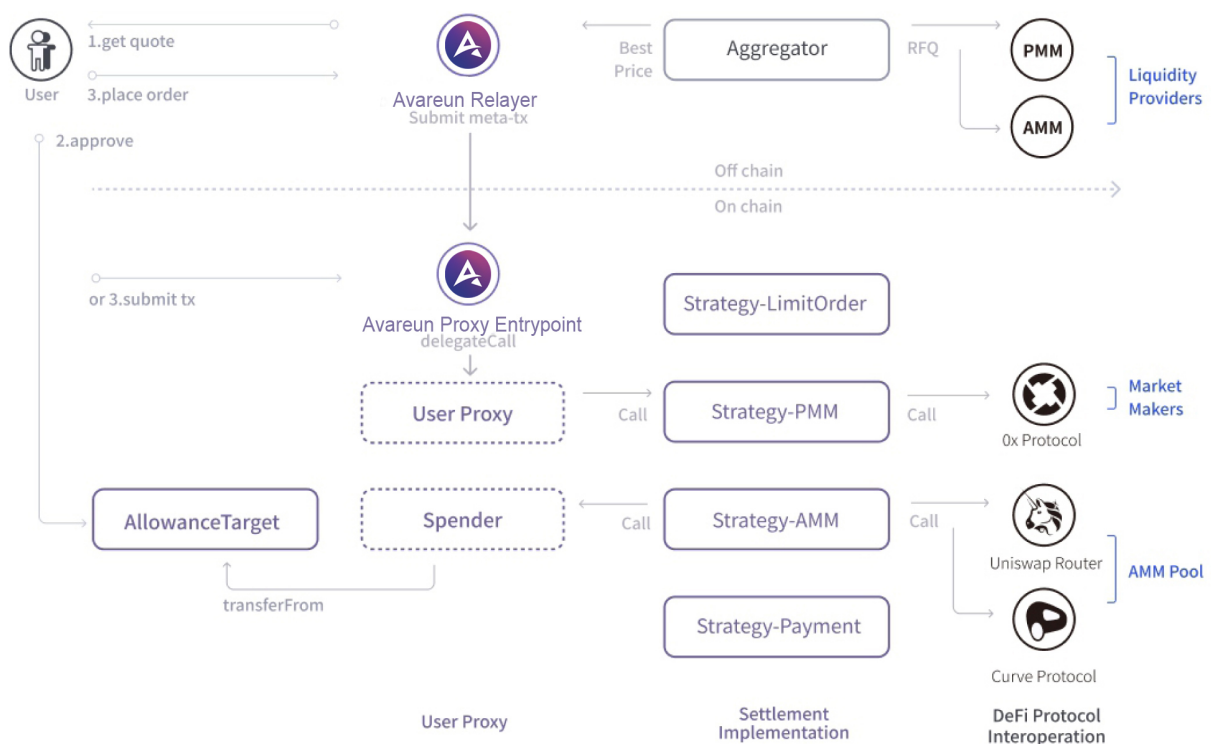 1.get quote
User
3.place order
2.approve
Avareun Relayer
Submit meta-tx
Best
Price
Aggregator
RFQ
PMM
AMM
Liquidity
Providers
Off chain
On chain
or 3.submit tx
Avareun Proxy Entrypoint
delegateCall
Strategy-LimitOrder
User Proxy
Call
Strategy-PMM
Call
0x Protocol
Market
Makers
AllowanceTarget
Spender
Call
Strategy-AMM
Call
Uniswap Router
AMM Pool
transferFrom
Strategy-Payment
Curve Protocol
User Proxy
Settlement
Implementation
DeFi Protocol
Interoperation